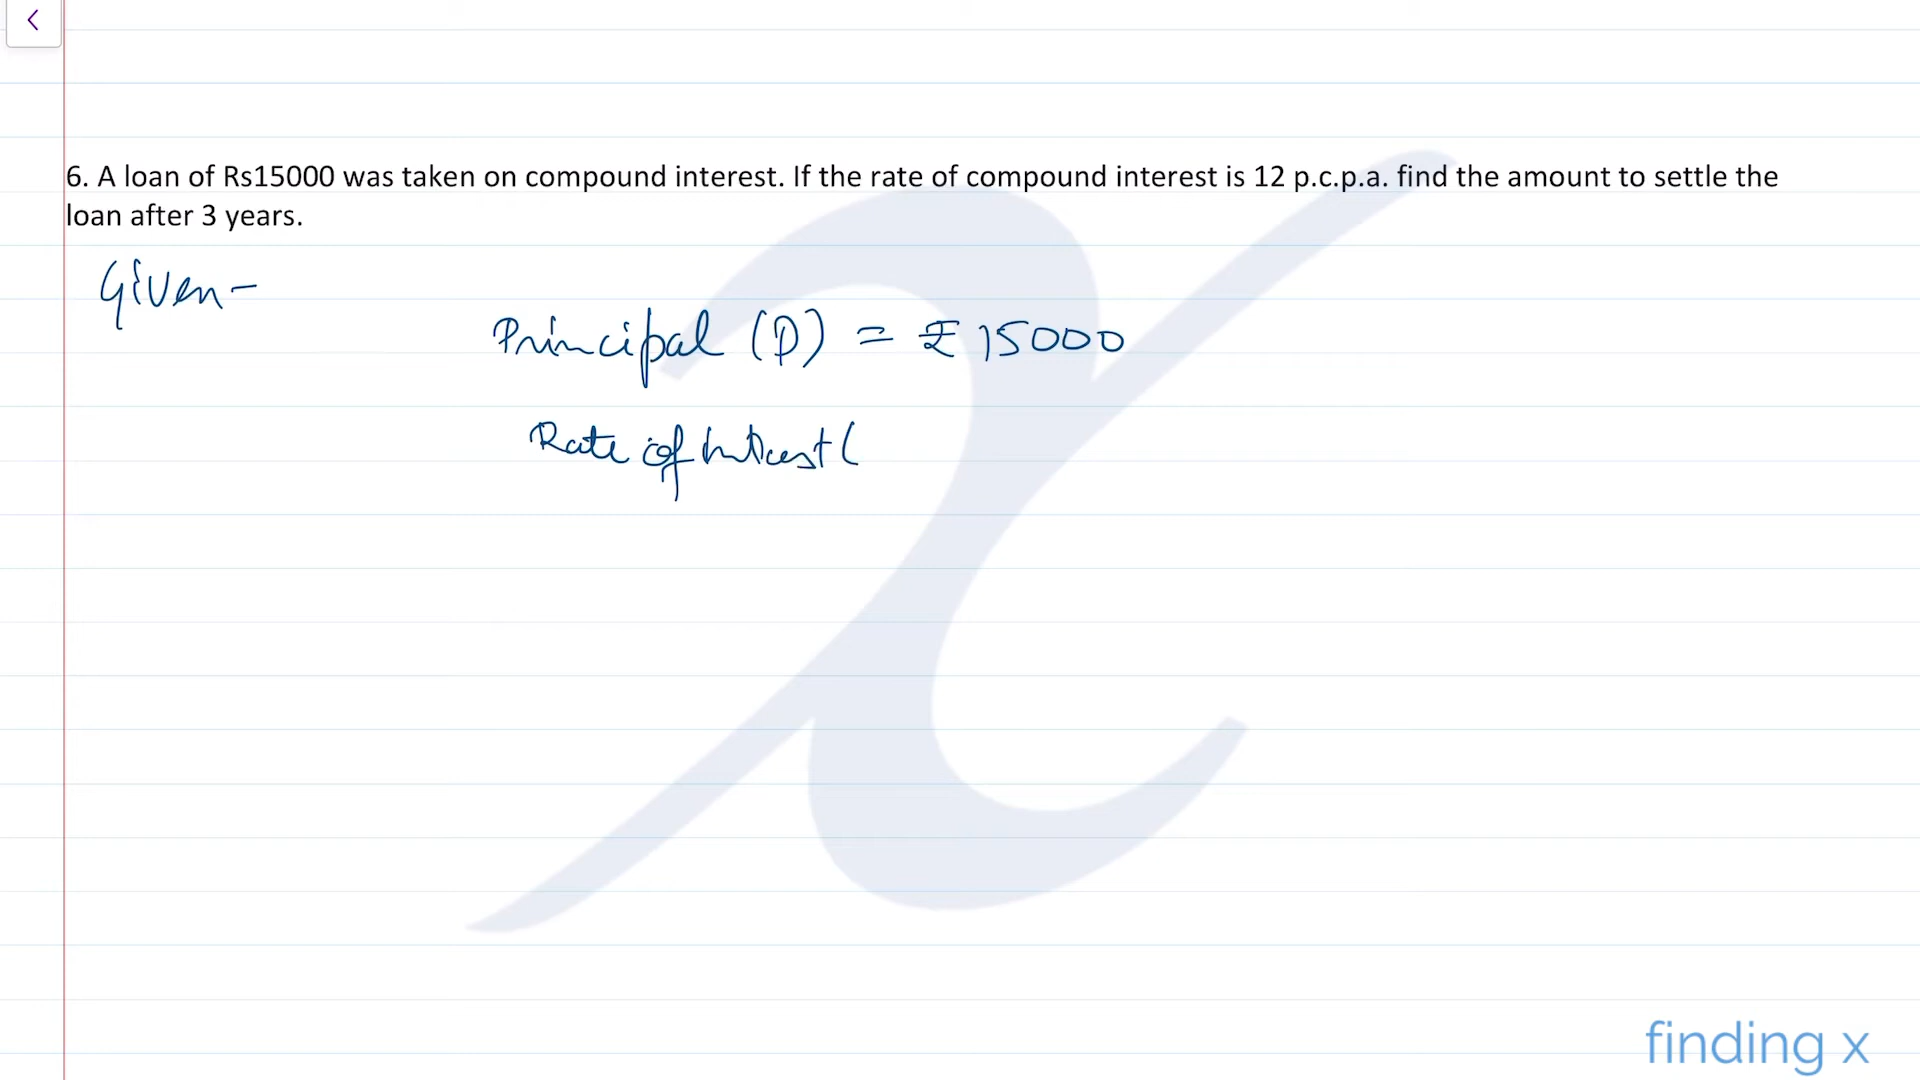 6. A loan of Rs15000 was taken on compound interest. If the rate of compound interest is 12 p.c.p.a. find the amount to settle the
loan after 3 years.
Given-
Principal (P) = ₹ 15000
Rate of Interest (
finding x